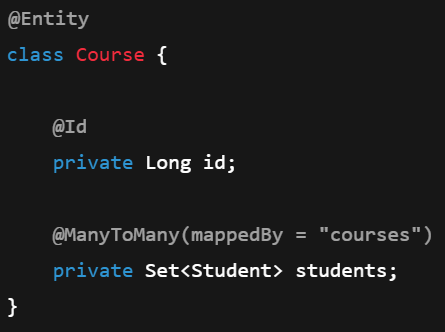 @Entity
class Course {
@Id
private Long id;
@ManyToMany(mappedBy = "courses")
private Set<Student> students;
}